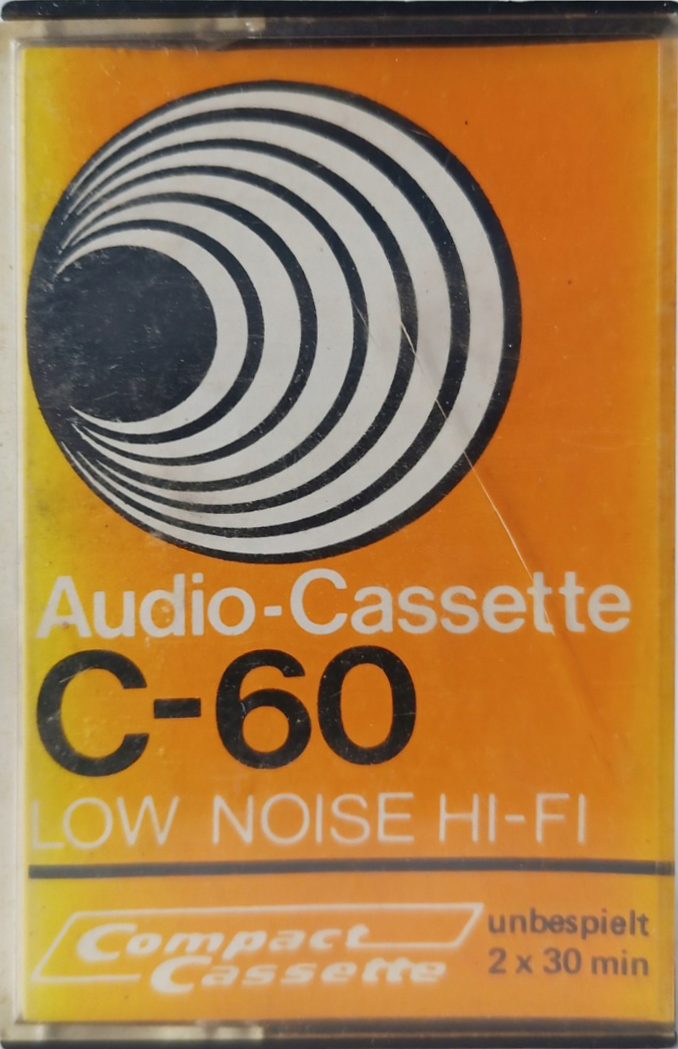 Audio-Cassette
C-60
LOW NOISE HI-FI
Compact
Cassette
unbespielt
2 x 30 min